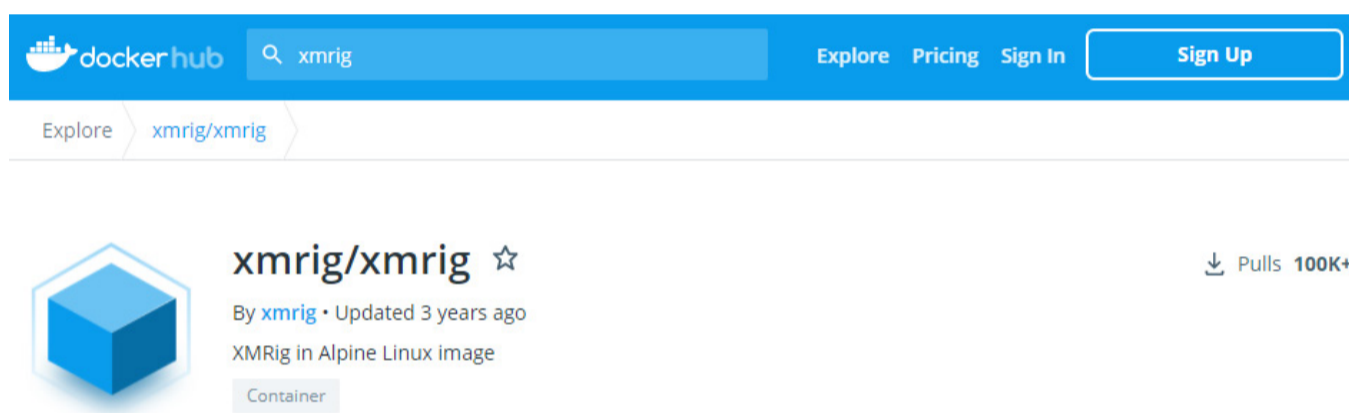 dockerhub xmrig Explore Pricing Sign In Sign Up
Explore xmrig/xmrig
xmrig/xmrig
Pulls 100K+
By xmrig • Updated 3 years ago
XMRig in Alpine Linux image
Container